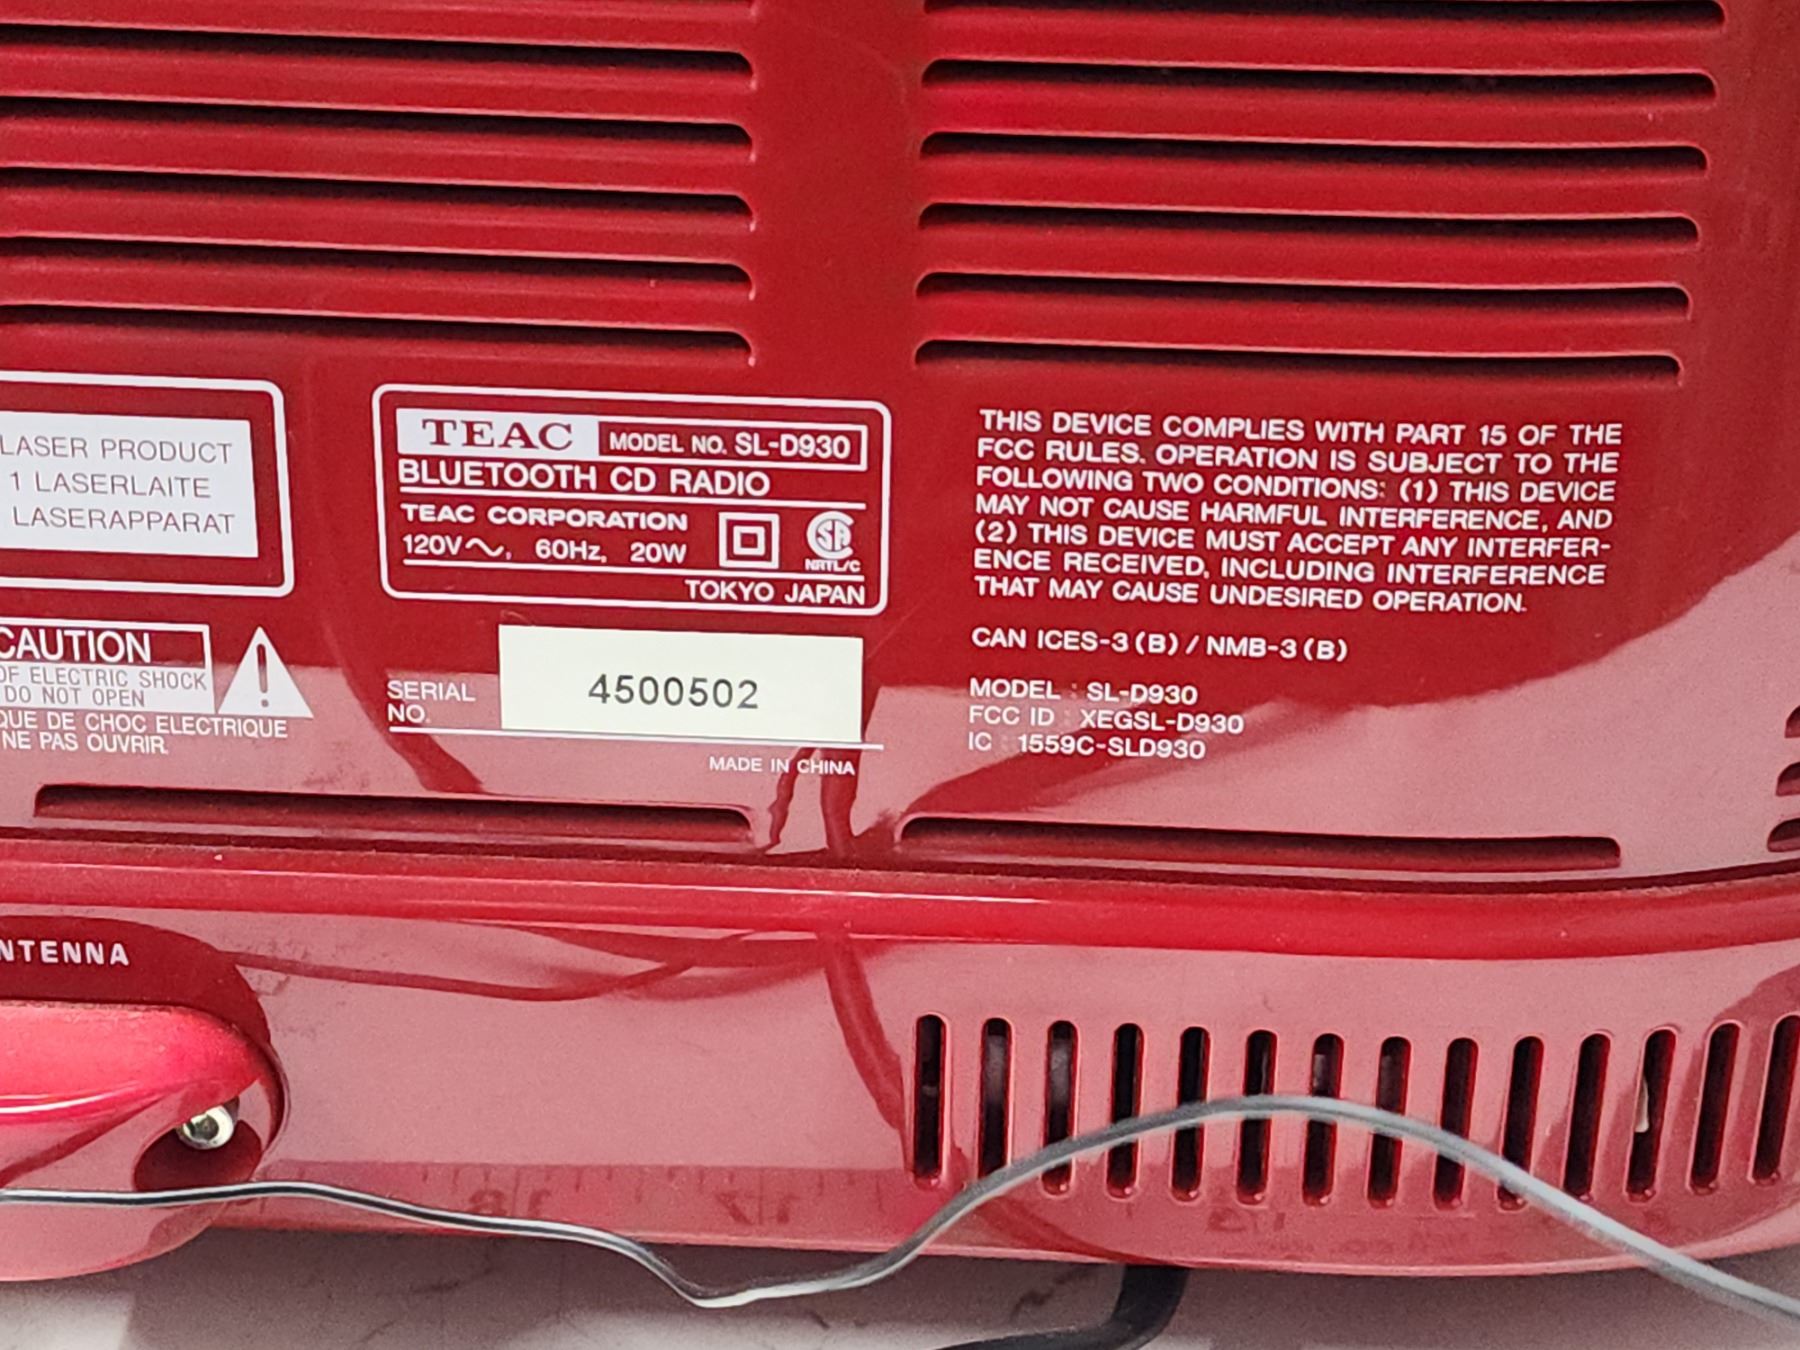 LASER PRODUCT
1 LASERLAITE
LASERAPPARAT
CAUTION
OF ELECTRIC SHOCK
DO NOT OPEN
QUE DE CHOC ELECTRIQUE
NE PAS OUVRIR.
TEAC MODEL NO. SL-D930
BLUETOOTH CD RADIO
TEAC CORPORATION
120V～, 60Hz, 20W
NRTL/C
TOKYO JAPAN
SERIAL
NO.
4500502
MADE IN CHINA
THIS DEVICE COMPLIES WITH PART 15 OF THE
FCC RULES. OPERATION IS SUBJECT TO THE
FOLLOWING TWO CONDITIONS: (1) THIS DEVICE
MAY NOT CAUSE HARMFUL INTERFERENCE, AND
(2) THIS DEVICE MUST ACCEPT ANY INTERFER-
ENCE RECEIVED, INCLUDING INTERFERENCE
THAT MAY CAUSE UNDESIRED OPERATION.
CAN ICES-3 (B) / NMB-3 (B)
MODEL : SL-D930
FCC ID : XEGSL-D930
IC : 1559C-SLD930
NTENNA